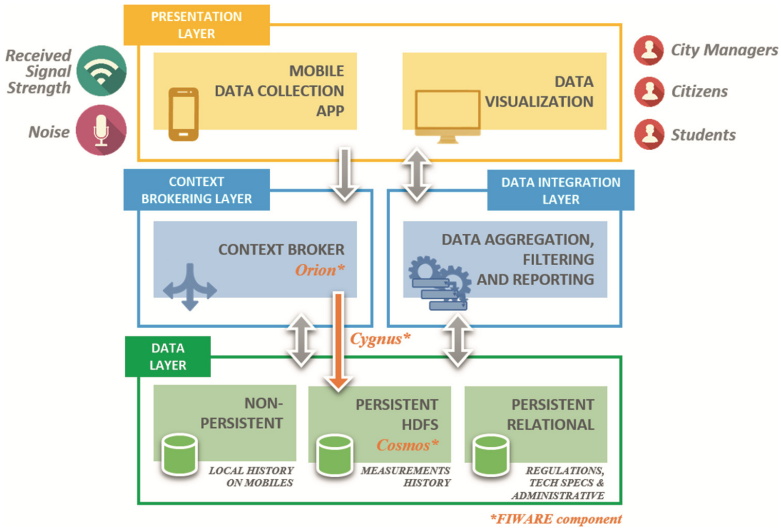 PRESENTATION
LAYER
Received
Signal
Strength
Noise
MOBILE
DATA COLLECTION
APP
DATA
VISUALIZATION
City Managers
Citizens
Students
CONTEXT
BROKERING LAYER
DATA INTEGRATION
LAYER
CONTEXT BROKER
Orion*
DATA AGGREGATION,
FILTERING
AND REPORTING
Cygnus*
DATA
LAYER
NON-
PERSISTENT
LOCAL HISTORY
ON MOBILES
PERSISTENT
HDFS
Cosmos*
MEASUREMENTS
HISTORY
PERSISTENT
RELATIONAL
REGULATIONS,
TECH SPECS &
ADMINISTRATIVE
*FIWARE component